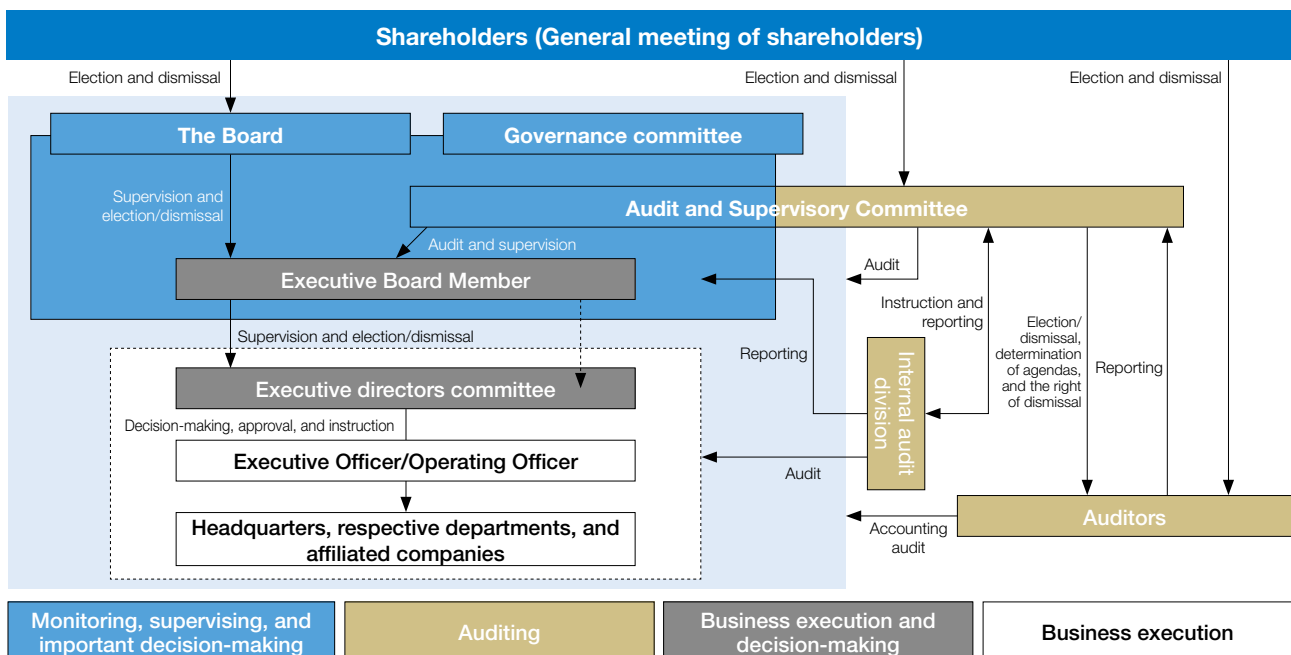 Shareholders (General meeting of shareholders)
Election and dismissal
Election and dismissal
Election and dismissal
The Board
Governance committee
Supervision and
election/dismissal
Audit and Supervisory Committee
Audit and supervision
Executive Board Member
Audit
Instruction and
reporting
Supervision and election/dismissal
Reporting
Internal audit
division
Election/
dismissal,
determination
of agendas,
and the right
of dismissal
Reporting
Executive directors committee
Decision-making, approval, and instruction
Executive Officer/Operating Officer
Audit
Headquarters, respective departments, and
affiliated companies
Auditors
Accounting
audit
Monitoring, supervising, and
important decision-making
Auditing
Business execution and
decision-making
Business execution